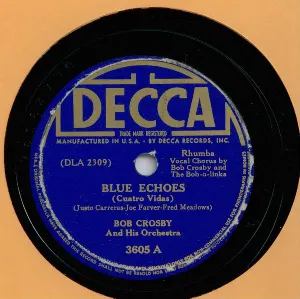 DECCA
TRADE MARK REGISTERED
MANUFACTURED IN U.S.A. - BY DECCA RECORDS, INC.
(DLA 2309)
Rhumba
Vocal Chorus by
Bob Crosby and
The Bob-o-links
BLUE ECHOES
(Cuatro Vidas)
(Justo Carreras-Joe Farver-Fred Meadows)
BOB CROSBY
And His Orchestra
3605 A